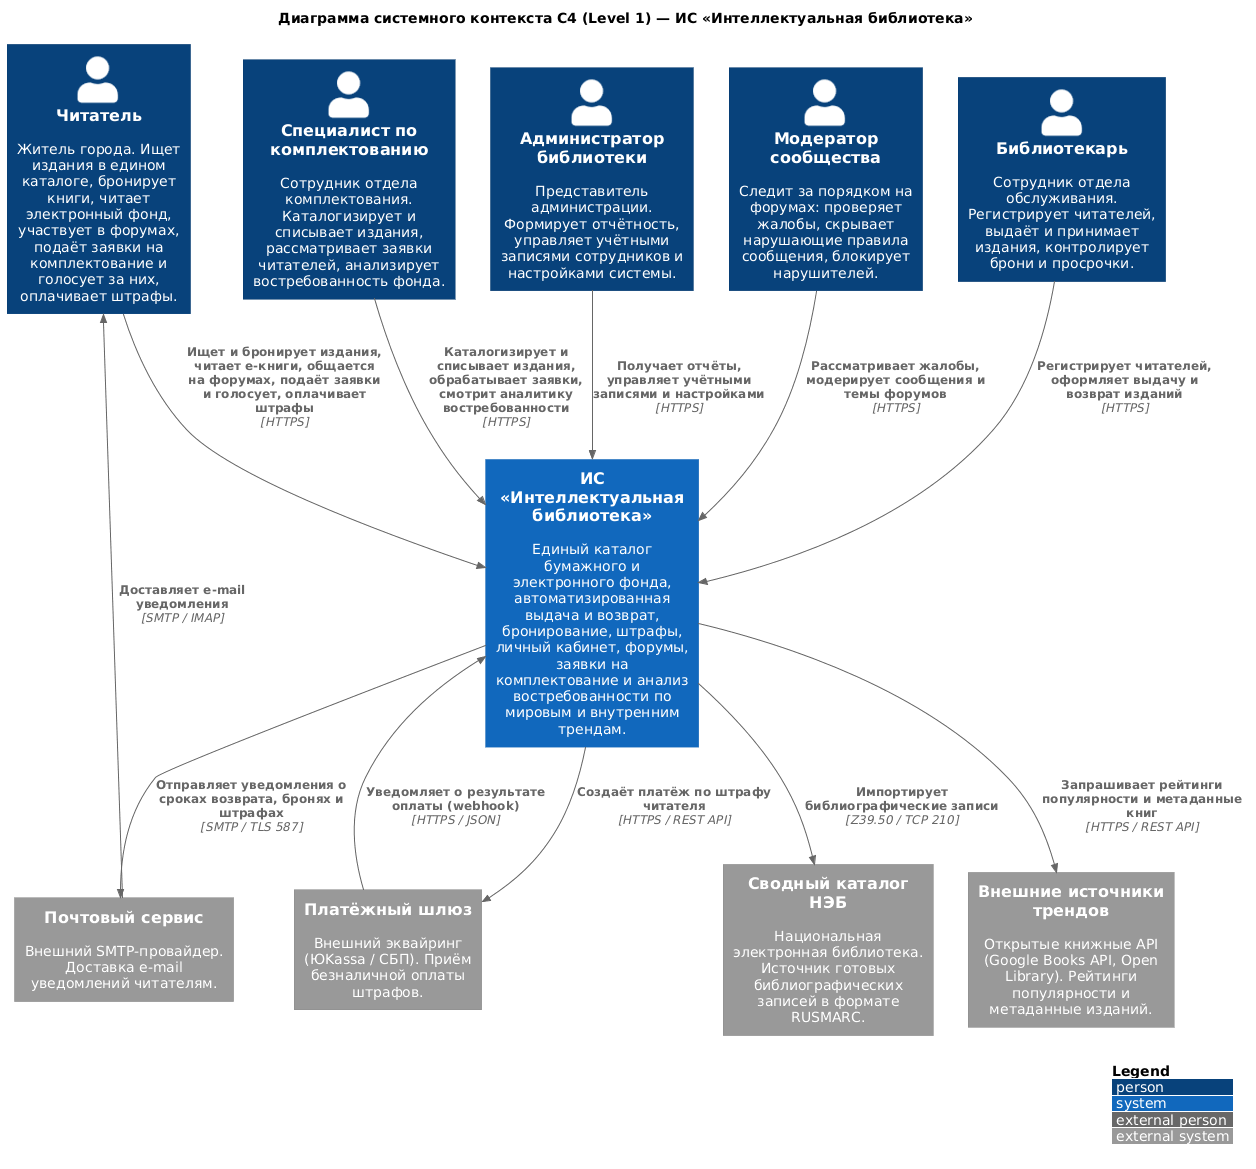 Диаграмма системного контекста C4 (Level 1) — ИС «Интеллектуальная библиотека»
Читатель
Житель города. Ищет
издания в едином
каталоге, бронирует
книги, читает
электронный фонд,
участвует в форумах,
подаёт заявки на
комплектование и
голосует за них,
оплачивает штрафы.
Специалист по
комплектованию
Сотрудник отдела
комплектования.
Каталогизирует и
списывает издания,
рассматривает заявки
читателей, анализирует
востребованность фонда.
Администратор
библиотеки
Представитель
администрации.
Формирует отчётность,
управляет учётными
записями сотрудников и
настройками системы.
Модератор
сообщества
Следит за порядком на
форумах: проверяет
жалобы, скрывает
нарушающие правила
сообщения, блокирует
нарушителей.
Библиотекарь
Сотрудник отдела
обслуживания.
Регистрирует читателей,
выдаёт и принимает
издания, контролирует
брони и просрочки.
Ищет и бронирует издания,
читает е-книги, общается
на форумах, подаёт заявки
и голосует, оплачивает
штрафы
[HTTPS]
Каталогизирует и
списывает издания,
обрабатывает заявки,
смотрит аналитику
востребованности
[HTTPS]
Получает отчёты,
управляет учётными
записями и настройками
[HTTPS]
Рассматривает жалобы,
модерирует сообщения и
темы форумов
[HTTPS]
Регистрирует читателей,
оформляет выдачу и
возврат изданий
[HTTPS]
ИС
«Интеллектуальная
библиотека»
Единый каталог
бумажного и
электронного фонда,
автоматизированная
выдача и возврат,
бронирование, штрафы,
личный кабинет, форумы,
заявки на
комплектование и анализ
востребованности по
мировым и внутренним
трендам.
Доставляет e-mail
уведомления
[SMTP / IMAP]
Отправляет уведомления о
сроках возврата, бронях и
штрафах
[SMTP / TLS 587]
Уведомляет о результате
оплаты (webhook)
[HTTPS / JSON]
Создаёт платёж по штрафу
читателя
[HTTPS / REST API]
Импортирует
библиографические записи
[Z39.50 / TCP 210]
Запрашивает рейтинги
популярности и метаданные
книг
[HTTPS / REST API]
Почтовый сервис
Внешний SMTP-провайдер.
Доставка e-mail
уведомлений читателям.
Платёжный шлюз
Внешний эквайринг
(ЮKassa / СБП). Приём
безналичной оплаты
штрафов.
Сводный каталог
НЭБ
Национальная
электронная библиотека.
Источник готовых
библиографических
записей в формате
RUSMARC.
Внешние источники
трендов
Открытые книжные API
(Google Books API, Open
Library). Рейтинги
популярности и
метаданные изданий.
Legend
person
system
external person
external system